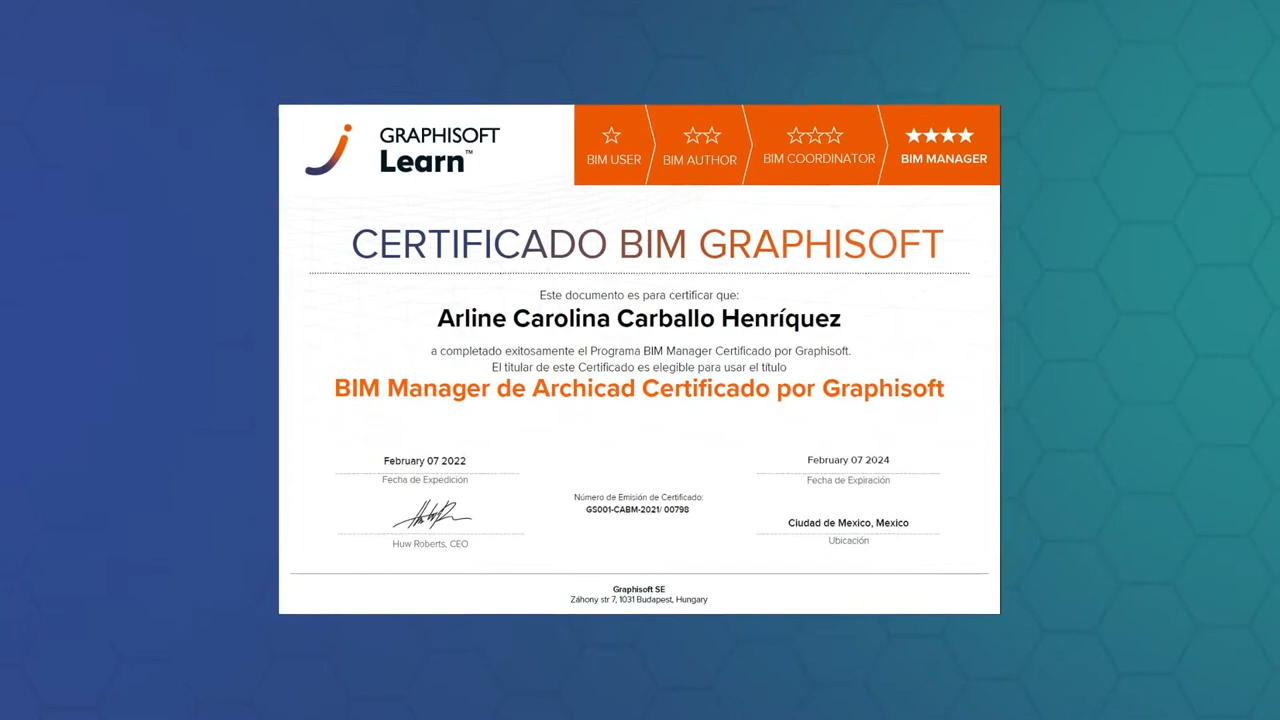 GRAPHISOFT
Learn™
BIM USER
BIM AUTHOR
BIM COORDINATOR
BIM MANAGER
CERTIFICADO BIM GRAPHISOFT
Este documento es para certificar que:
Arline Carolina Carballo Henríquez
a completado exitosamente el Programa BIM Manager Certificado por Graphisoft.
El titular de este Certificado es elegible para usar el título
BIM Manager de Archicad Certificado por Graphisoft
February 07 2022
Fecha de Expedición
Huw Roberts, CEO
Número de Emisión de Certificado:
GS001-CABM-2021/ 00798
February 07 2024
Fecha de Expiración
Ciudad de Mexico, Mexico
Ubicación
Graphisoft SE
Záhony str 7, 1031 Budapest, Hungary